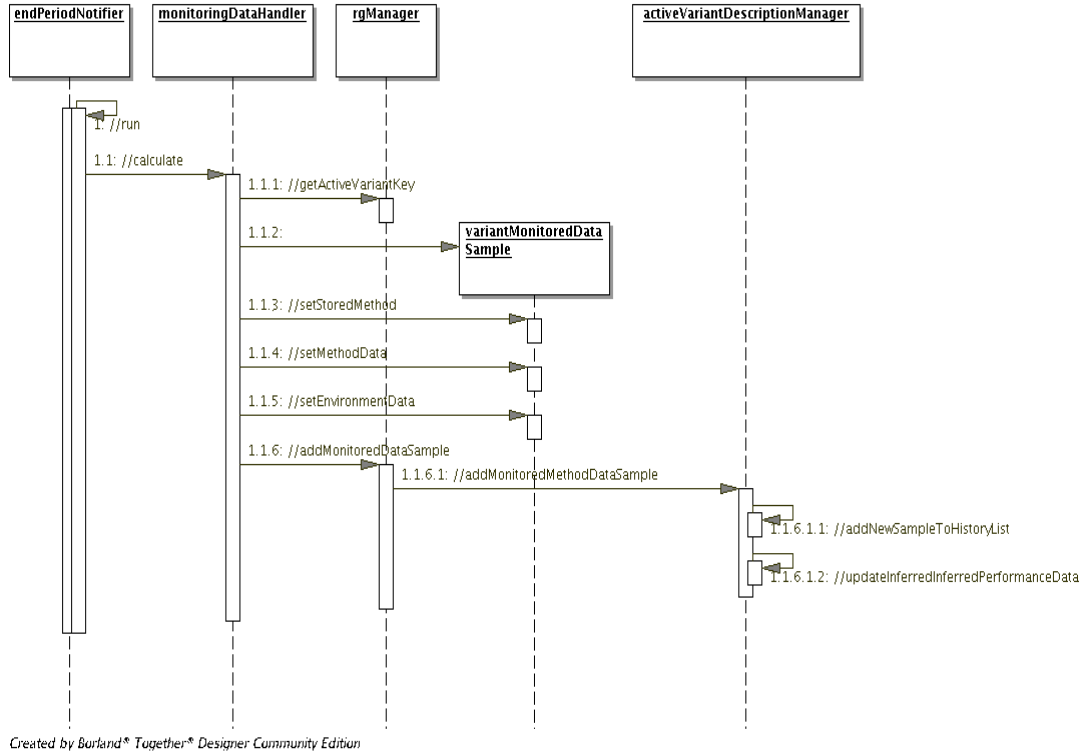 endPeriodNotifier
monitoringDataHandler
rgManager
activeVariantDescriptionManager
1: //run
1.1: //calculate
1.1.1: //getActiveVariantKey
1.1.2:
variantMonitoredData
Sample
1.1.3: //setStoredMethod
1.1.4: //setMethodData
1.1.5: //setEnvironmentData
1.1.6: //addMonitoredDataSample
1.1.6.1: //addMonitoredMethodDataSample
1.1.6.1.1: //addNewSampleToHistoryList
1.1.6.1.2: //updateInferredInferredPerformanceData
Created by Borland® Together® Designer Community Edition